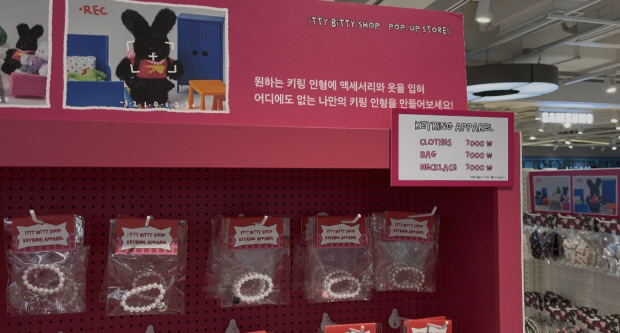 •REC
ITTY BITTY SHOP POP-UP STORE!
원하는 키링 인형에 액세서리와 옷을 입혀
어디에도 없는 나만의 키링 인형을 만들어보세요!
KEYRING APPAREL
CLOTHES 7000 ₩
BAG 7000 ₩
NECKLACE 7000 ₩
SAMSUNG
ITTY BITTY SHOP
KEYRING APPAREL
ITTY BITTY SHOP
KEYRING APPAREL
ITTY BITTY SHOP
KEYRING APPAREL
ITTY BITTY SHOP
KEYRING APPAREL
ITTY BITTY SHOP
KEYRING APPAREL